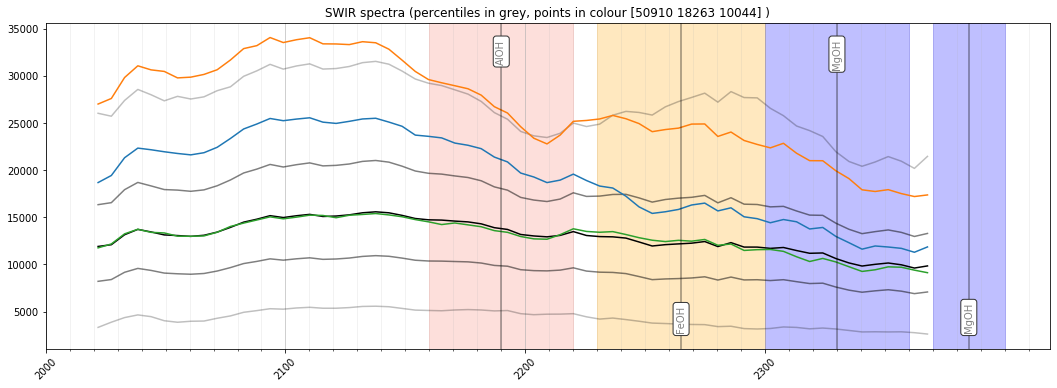 SWIR spectra (percentiles in grey, points in colour [50910 18263 10044] )
35000
30000
25000
20000
15000
10000
5000
AlOH
FeOH
MgOH
MgOH
2000
2100
2200
2300